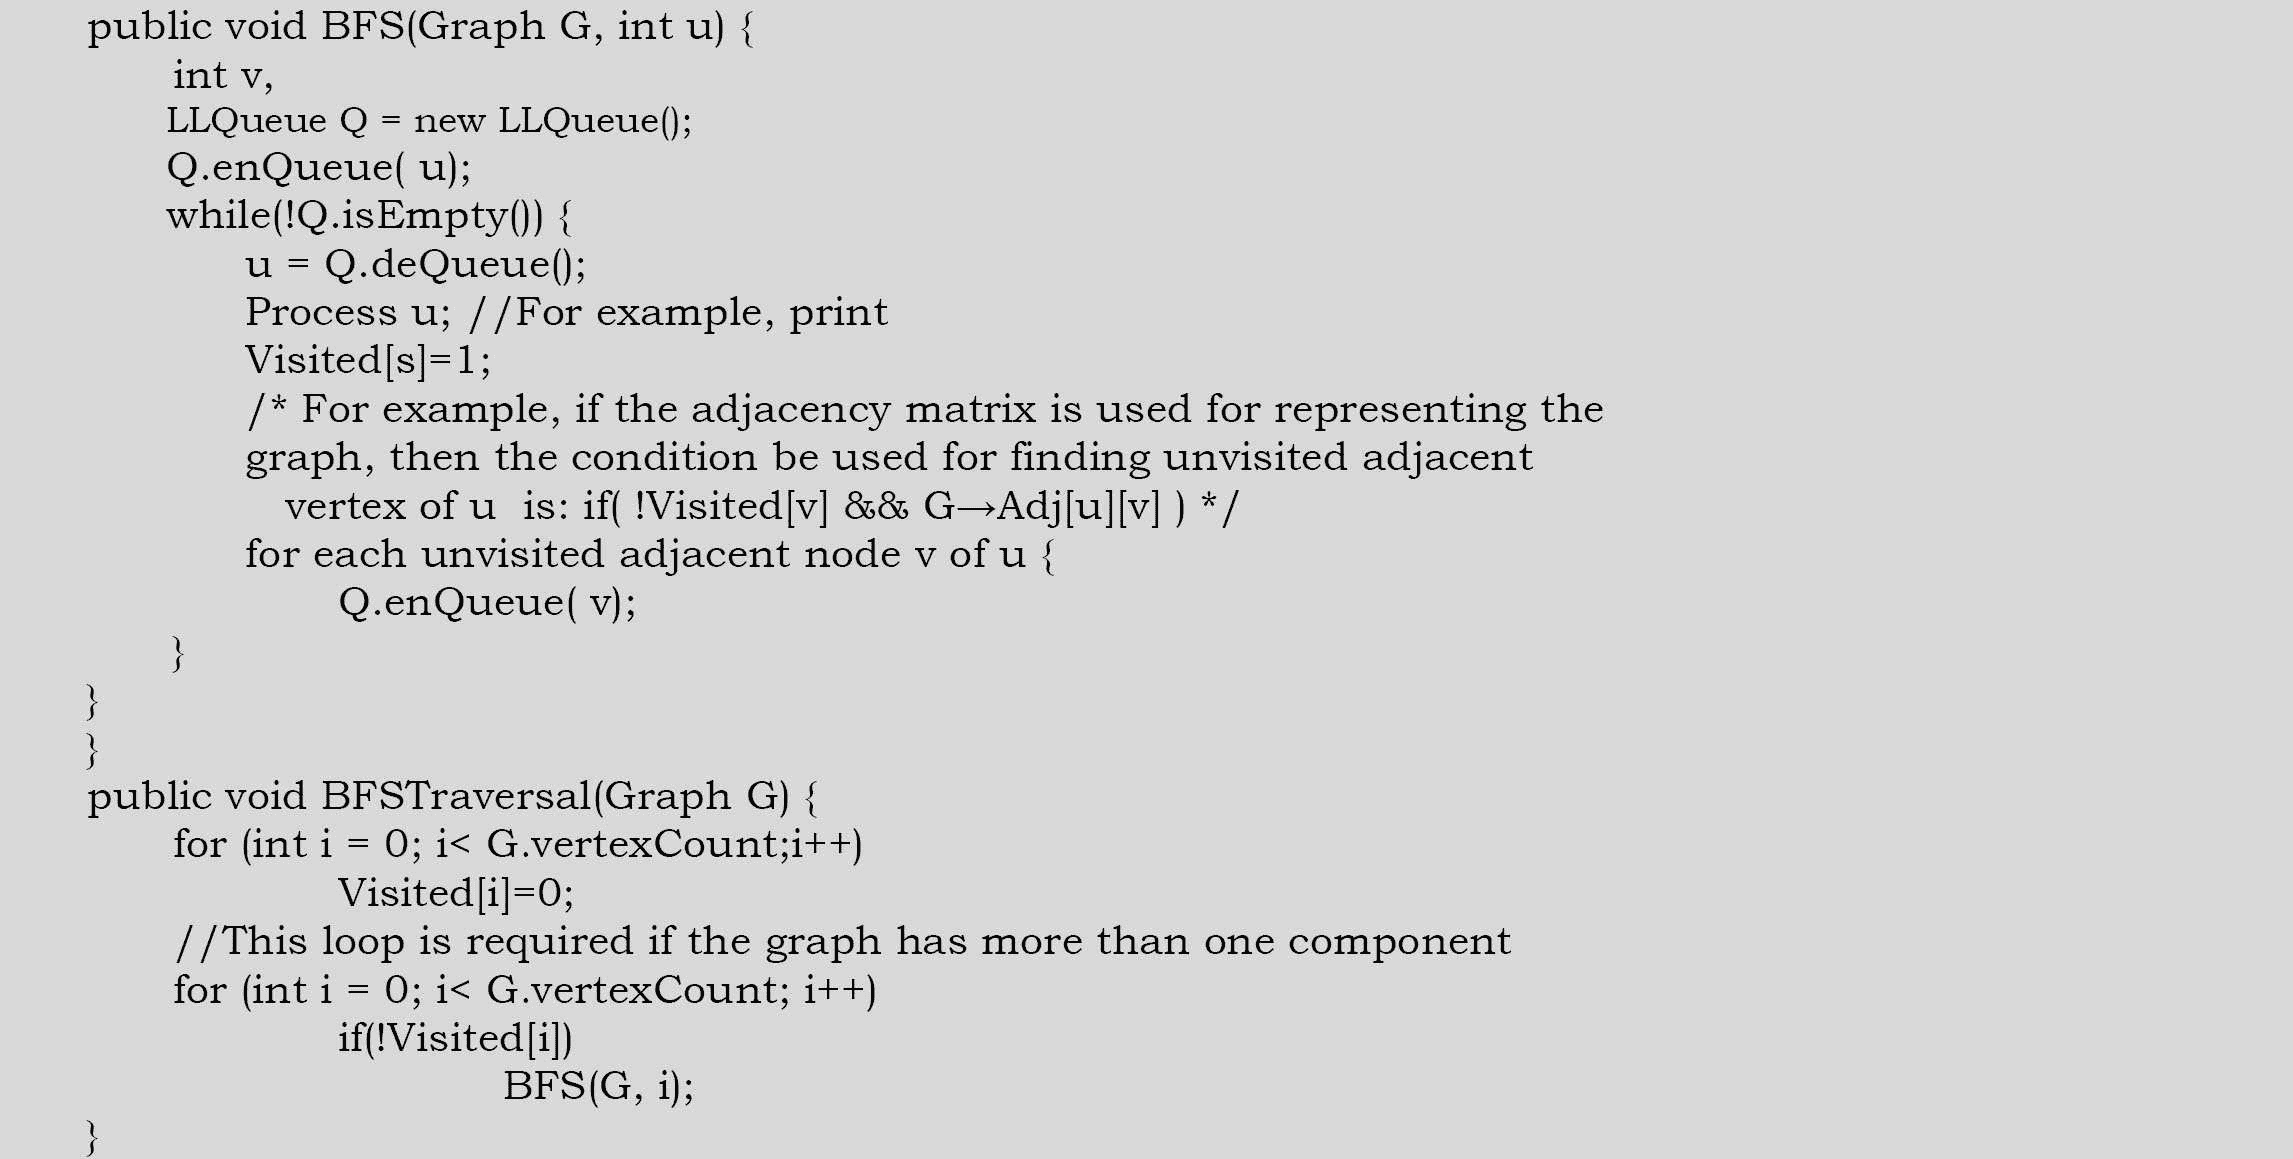 public void BFS(Graph G, int u) {
int v,
LLQueue Q = new LLQueue();
Q.enQueue( u);
while(!Q.isEmpty()) {
u = Q.deQueue();
Process u; //For example, print
Visited[s]=1;
/* For example, if the adjacency matrix is used for representing the
graph, then the condition be used for finding unvisited adjacent
vertex of u is: if( !Visited[v] && G→Adj[u][v] ) */
for each unvisited adjacent node v of u {
Q.enQueue( v);
}
}
}
public void BFSTraversal(Graph G) {
for (int i = 0; i< G.vertexCount;i++)
Visited[i]=0;
//This loop is required if the graph has more than one component
for (int i = 0; i< G.vertexCount; i++)
if(!Visited[i])
BFS(G, i);
}